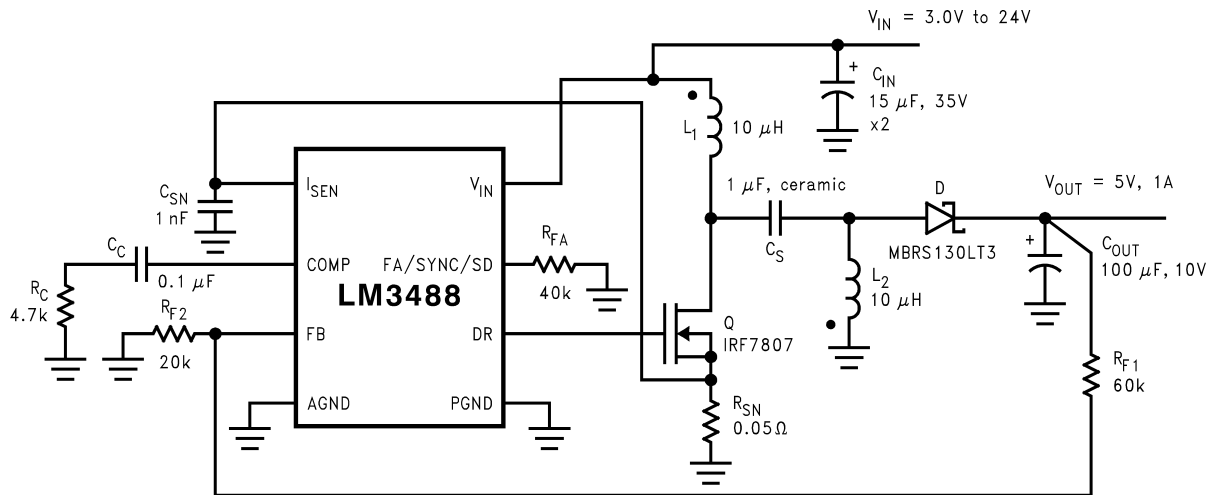 V_IN = 3.0V to 24V
C_IN
15 μF, 35V
x2
L_1
10 μH
I_SEN
V_IN
C_SN
1 nF
1 μF, ceramic
C_S
D
MBRS130LT3
V_OUT = 5V, 1A
C_OUT
100 μF, 10V
C_C
0.1 μF
COMP
FA/SYNC/SD
R_FA
40k
LM3488
R_C
4.7k
R_F2
20k
FB
DR
Q
IRF7807
L_2
10 μH
R_F1
60k
AGND
PGND
R_SN
0.05Ω